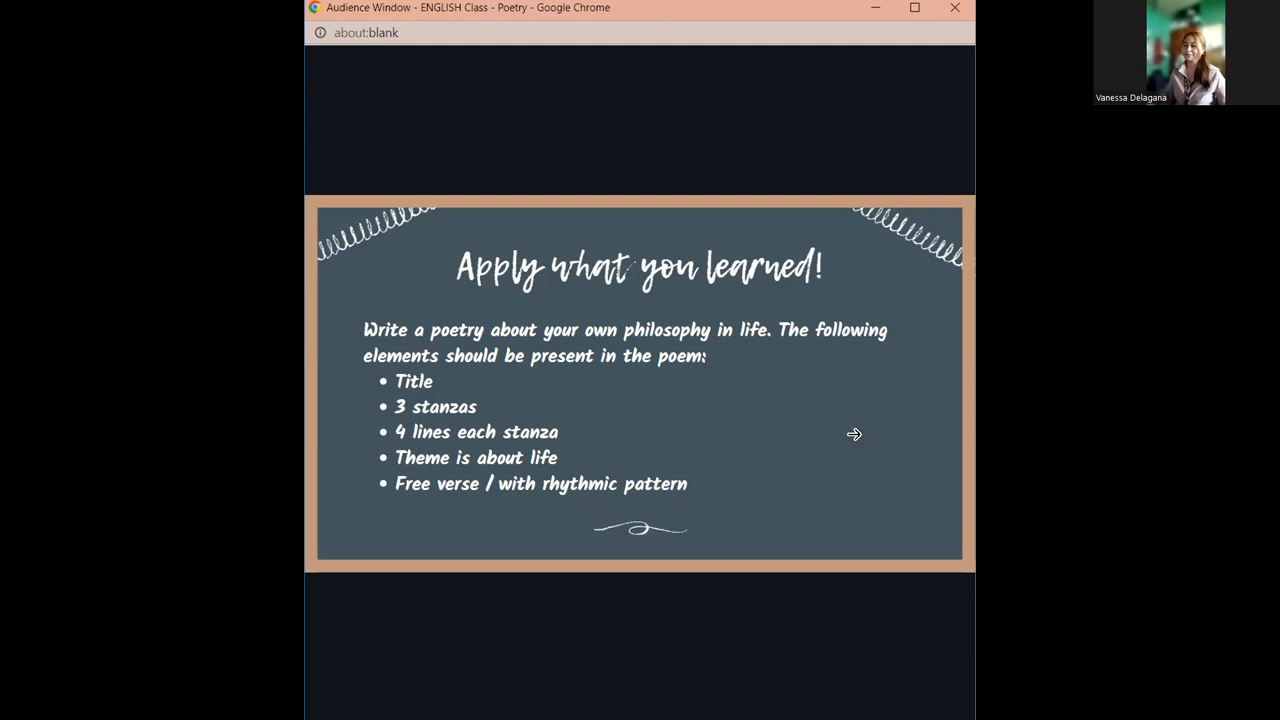 Audience Window - ENGLISH Class - Poetry - Google Chrome
about:blank
Vanessa Delagana
Apply what you learned!
Write a poetry about your own philosophy in life. The following
elements should be present in the poem:
• Title
• 3 stanzas
• 4 lines each stanza
• Theme is about life
• Free verse / with rhythmic pattern